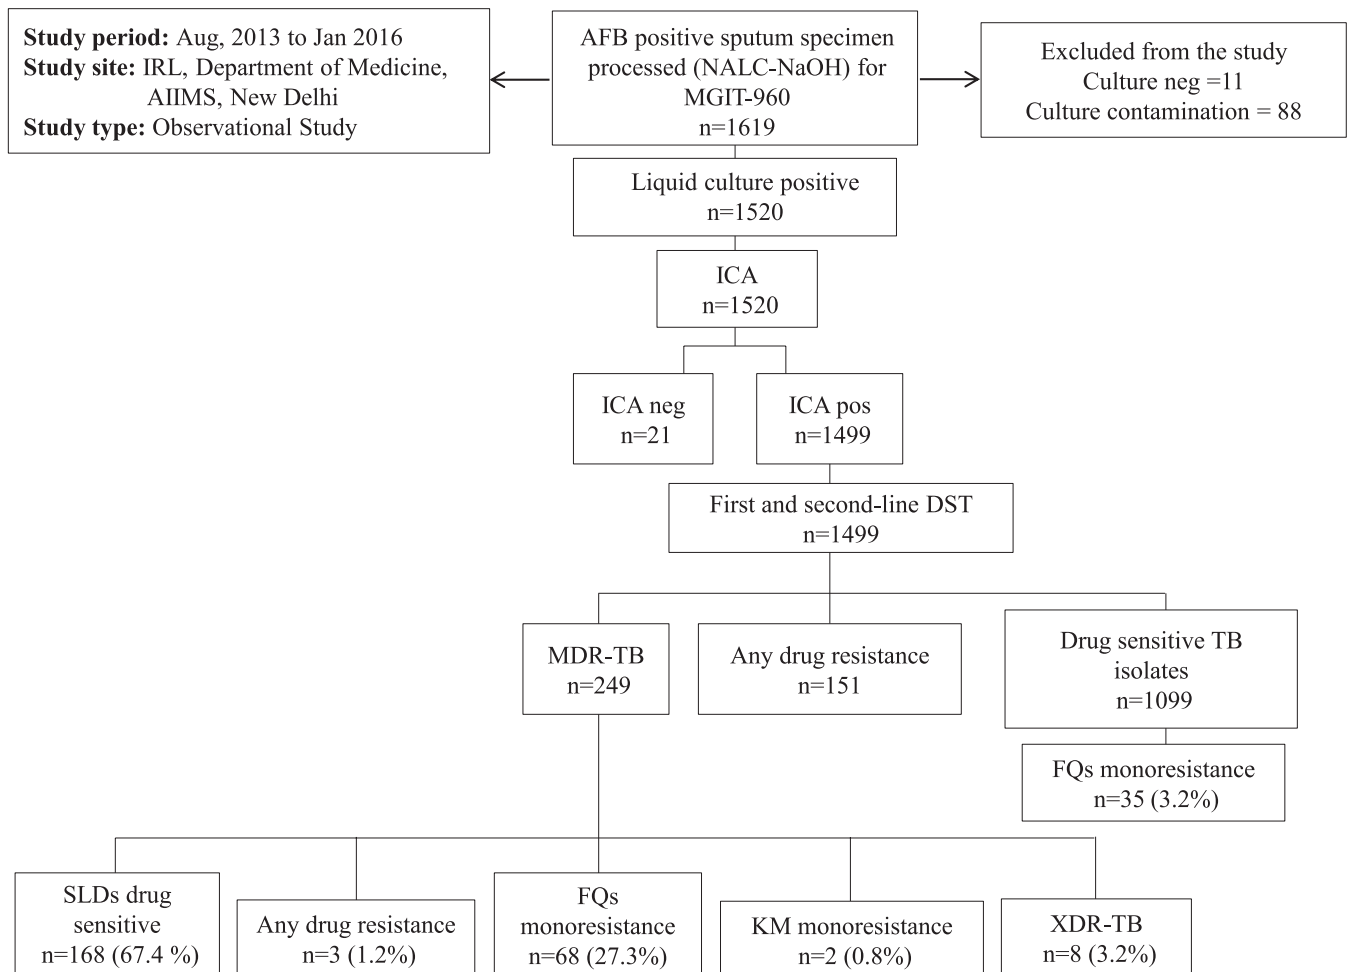 Study period: Aug, 2013 to Jan 2016
Study site: IRL, Department of Medicine,
AIIMS, New Delhi
Study type: Observational Study
AFB positive sputum specimen
processed (NALC-NaOH) for
MGIT-960
n=1619
Excluded from the study
Culture neg =11
Culture contamination = 88
Liquid culture positive
n=1520
ICA
n=1520
ICA neg
n=21
ICA pos
n=1499
First and second-line DST
n=1499
MDR-TB
n=249
Any drug resistance
n=151
Drug sensitive TB
isolates
n=1099
FQs monoresistance
n=35 (3.2%)
SLDs drug
sensitive
n=168 (67.4 %)
Any drug resistance
n=3 (1.2%)
FQs
monoresistance
n=68 (27.3%)
KM monoresistance
n=2 (0.8%)
XDR-TB
n=8 (3.2%)